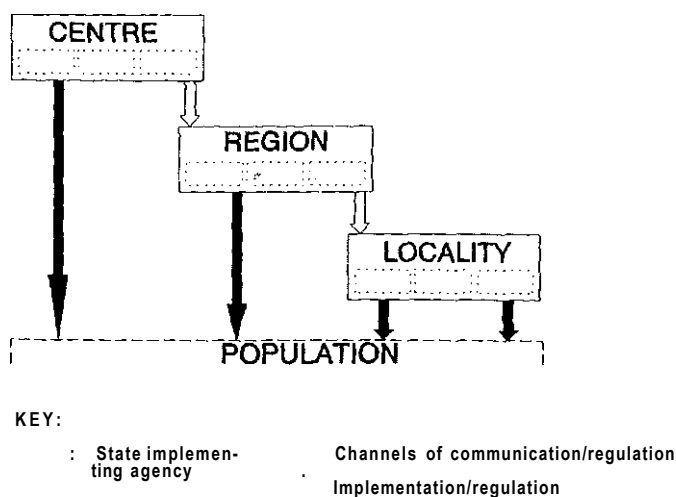 CENTRE
REGION
LOCALITY
POPULATION
KEY:
: State implemen-
ting agency
. Channels of communication/regulation
Implementation/regulation